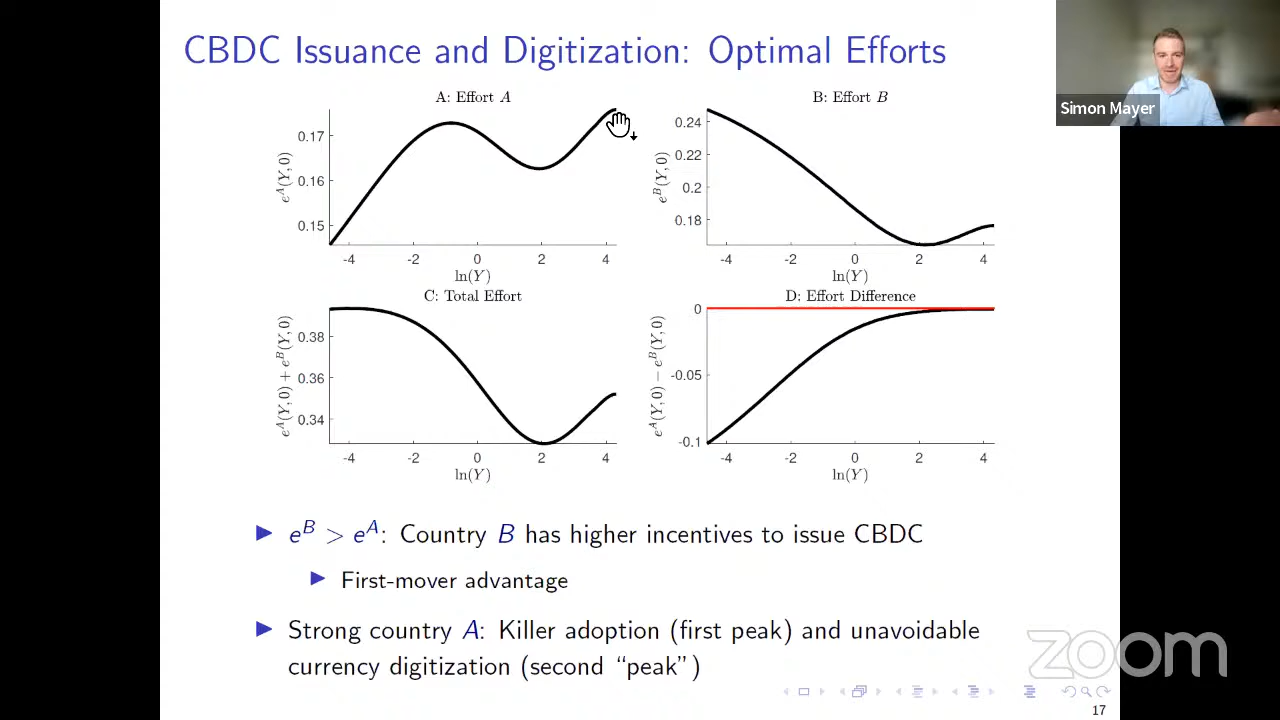 CBDC Issuance and Digitization: Optimal Efforts
Simon Mayer
A: Effort A
e^A(Y,0)
0.17
0.16
0.15
-4 -2 0 2 4
ln(Y)
B: Effort B
e^B(Y,0)
0.24
0.22
0.2
0.18
-4 -2 0 2 4
ln(Y)
C: Total Effort
e^A(Y,0) + e^B(Y,0)
0.38
0.36
0.34
-4 -2 0 2 4
ln(Y)
D: Effort Difference
e^A(Y,0) − e^B(Y,0)
0
-0.05
-0.1
-4 -2 0 2 4
ln(Y)
e^B > e^A: Country B has higher incentives to issue CBDC
First-mover advantage
Strong country A: Killer adoption (first peak) and unavoidable
currency digitization (second “peak”)
zoom
17